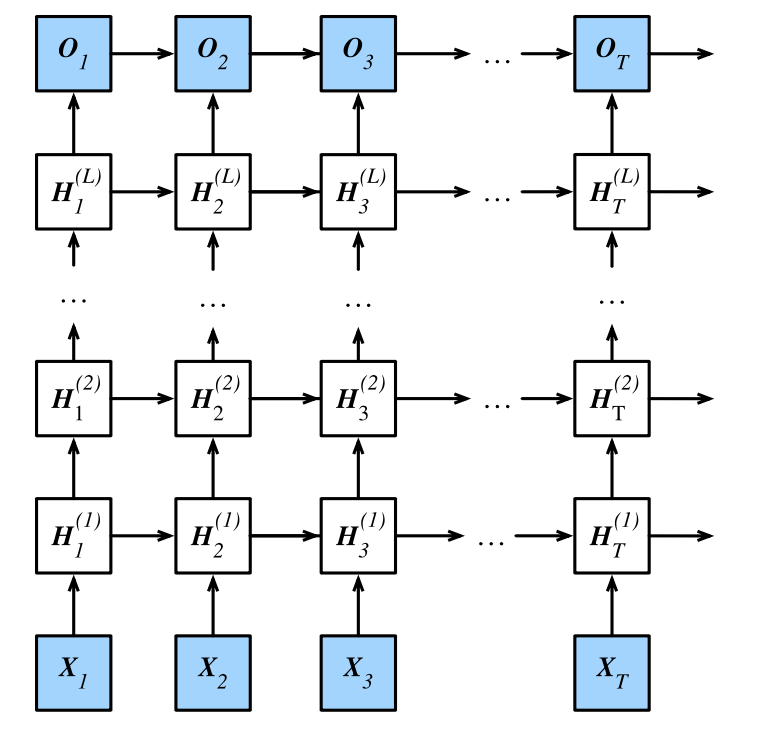 O_1 O_2 O_3 … O_T
H_1^(L) H_2^(L) H_3^(L) … H_T^(L)
… … … …
H_1^(2) H_2^(2) H_3^(2) … H_T^(2)
H_1^(1) H_2^(1) H_3^(1) … H_T^(1)
X_1 X_2 X_3 X_T